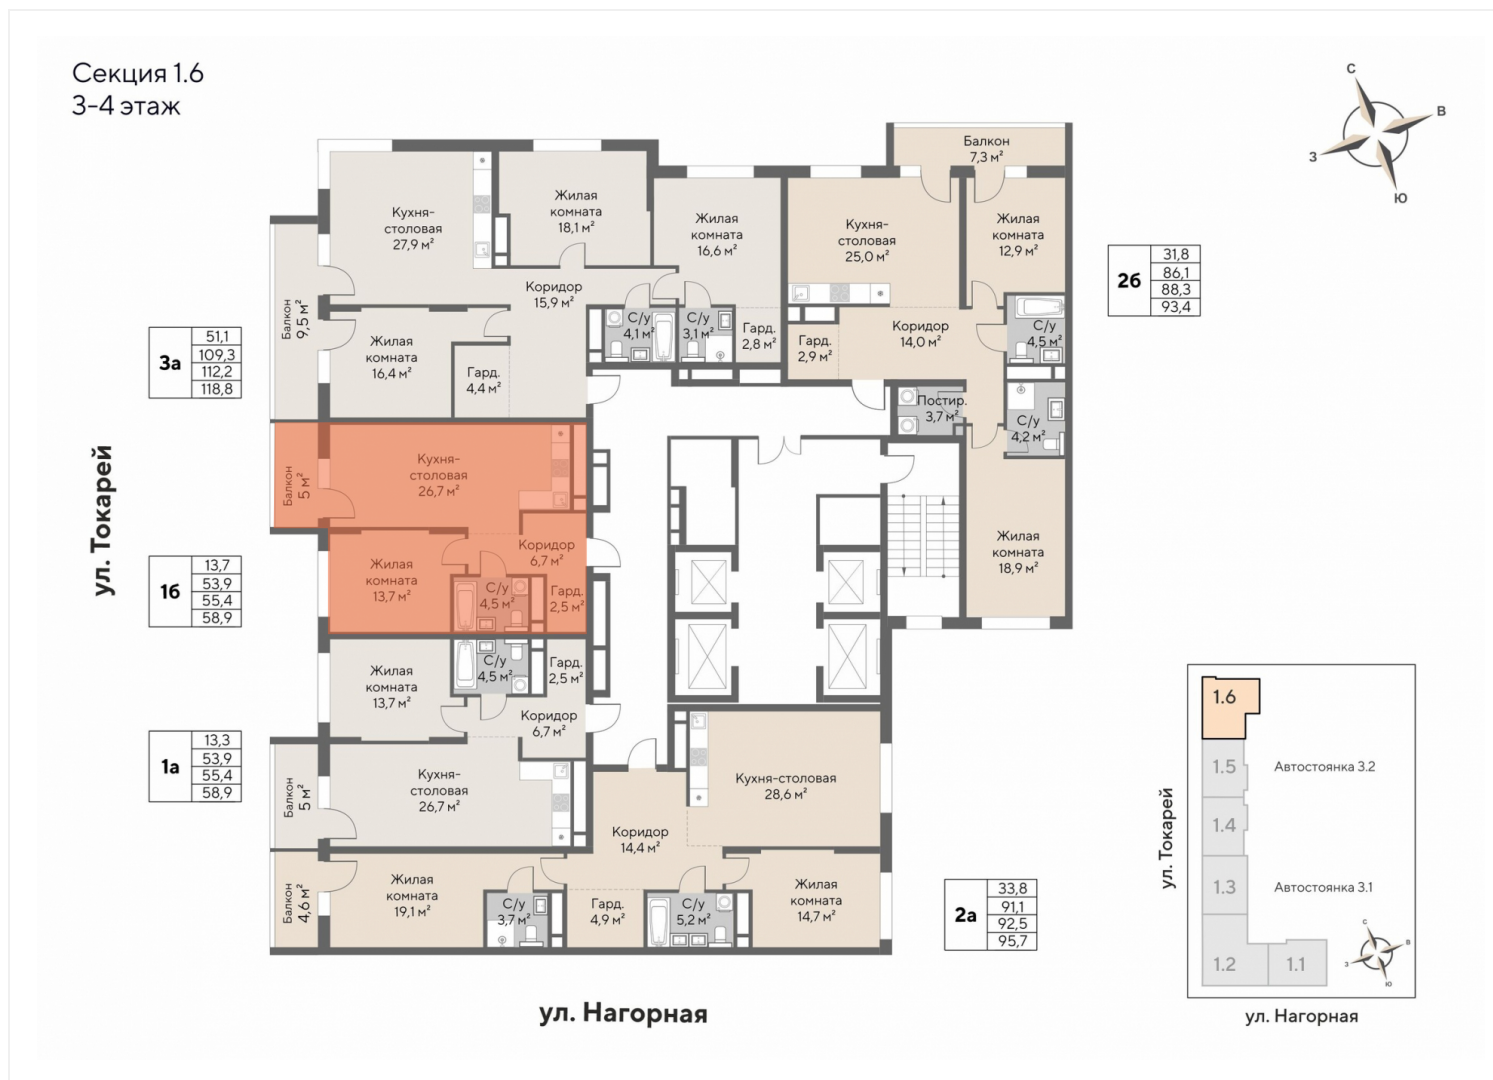 Секция 1.6
3-4 этаж
С
В
З
Ю
Балкон
7,3 м²
Кухня-
столовая
27,9 м²
Жилая
комната
18,1 м²
Жилая
комната
16,6 м²
Кухня-
столовая
25,0 м²
Жилая
комната
12,9 м²
2б
31,8
86,1
88,3
93,4
Балкон
9,5 м²
Коридор
15,9 м²
С/у
4,1 м²
С/у
3,1 м²
Гард.
2,8 м²
Гард.
2,9 м²
Коридор
14,0 м²
С/у
4,5 м²
3а
51,1
109,3
112,2
118,8
Жилая
комната
16,4 м²
Гард.
4,4 м²
Постир.
3,7 м²
С/у
4,2 м²
ул. Токарей
Балкон
5 м²
Кухня-
столовая
26,7 м²
Коридор
6,7 м²
Жилая
комната
18,9 м²
1б
13,7
53,9
55,4
58,9
Жилая
комната
13,7 м²
С/у
4,5 м²
Гард.
2,5 м²
Жилая
комната
13,7 м²
С/у
4,5 м²
Гард.
2,5 м²
Коридор
6,7 м²
1а
13,3
53,9
55,4
58,9
Балкон
5 м²
Кухня-
столовая
26,7 м²
Кухня-столовая
28,6 м²
Коридор
14,4 м²
Балкон
4,6 м²
Жилая
комната
19,1 м²
С/у
3,7 м²
Гард.
4,9 м²
С/у
5,2 м²
Жилая
комната
14,7 м²
2а
33,8
91,1
92,5
95,7
ул. Нагорная
1.6
1.5
Автостоянка 3.2
1.4
ул. Токарей
1.3
Автостоянка 3.1
1.2
1.1
С
В
З
Ю
ул. Нагорная